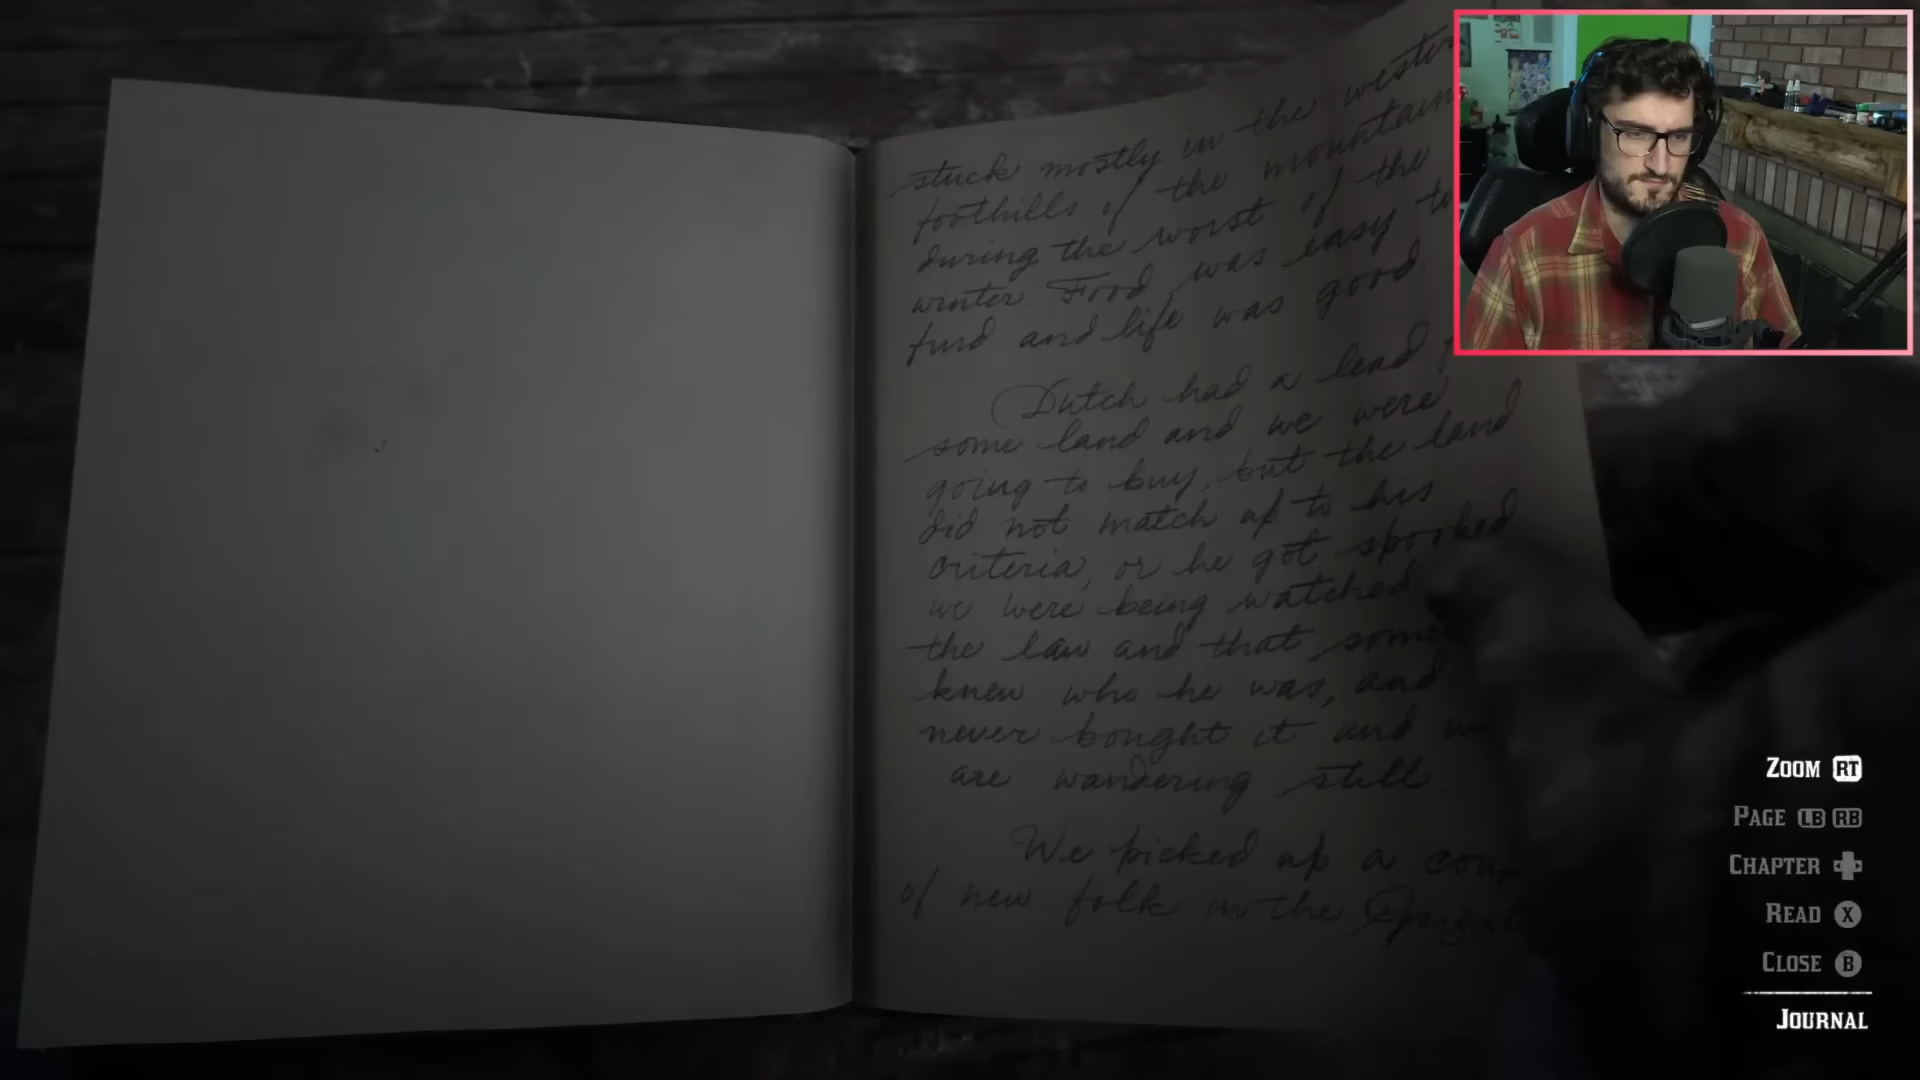 stuck mostly in the
foothills of the mountain
during the worst of the
winter. Food was easy
find and life was good.
Dutch had a lead
some land and we were
going to buy, but the land
did not match up to his
criteria, or he got spooked
we were being watched
the law and that some
knew who he was, and
never bought it and
are wandering still.
We picked up a
of new folk in the
ZOOM RT
PAGE LB RB
CHAPTER
READ X
CLOSE B
JOURNAL